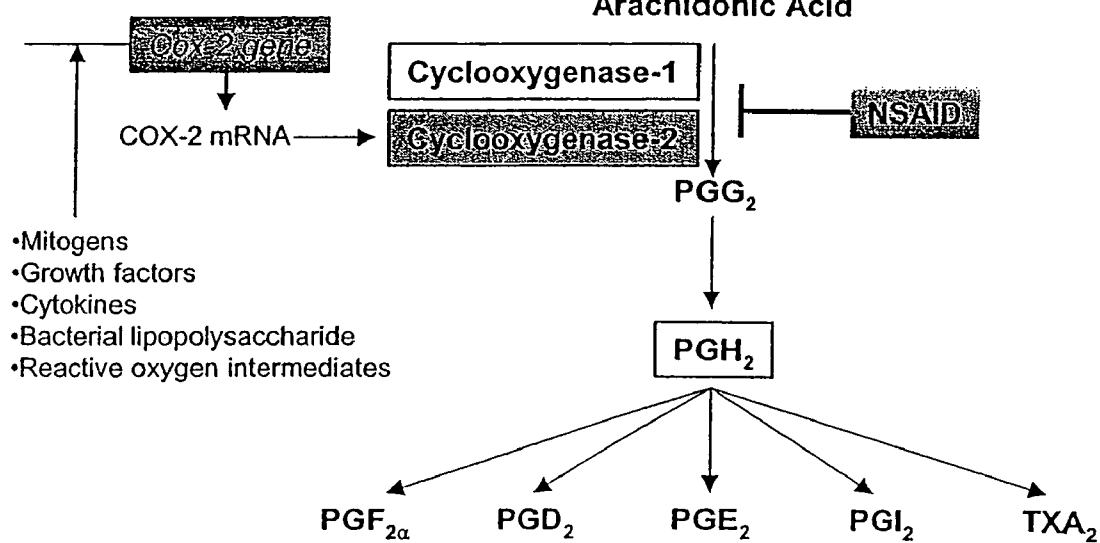 Arachidonic Acid
Cox-2 gene
Cyclooxygenase-1
NSAID
COX-2 mRNA
Cyclooxygenase-2
PGG₂
•Mitogens
•Growth factors
•Cytokines
•Bacterial lipopolysaccharide
•Reactive oxygen intermediates
PGH₂
PGF₂α
PGD₂
PGE₂
PGI₂
TXA₂